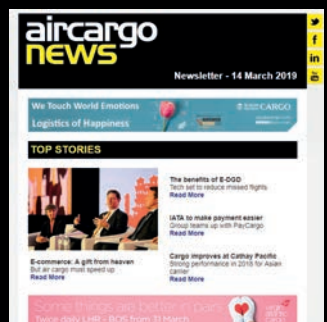 aircargo
news
Newsletter - 14 March 2019
We Touch World Emotions
Logistics of Happiness
CARGO
TOP STORIES
The benefits of E-DGD
Tech set to reduce missed flights
Read More
IATA to make payment easier
Group teams up with PayCargo
Read More
E-commerce: A gift from heaven
But air cargo must speed up
Read More
Cargo improves at Cathay Pacific
Strong performance in 2018 for Asian
carrier
Read More
Some things are better in pairs
Twice daily LHR - BOS from 31 March